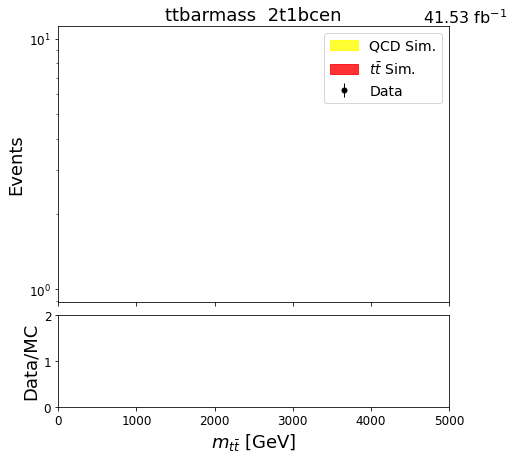 ttbarmass 2t1bcen
41.53 fb⁻¹
QCD Sim.
tt̄ Sim.
Data
10¹
10⁰
Events
2
1
0
Data/MC
0 1000 2000 3000 4000 5000
m_tt̄ [GeV]